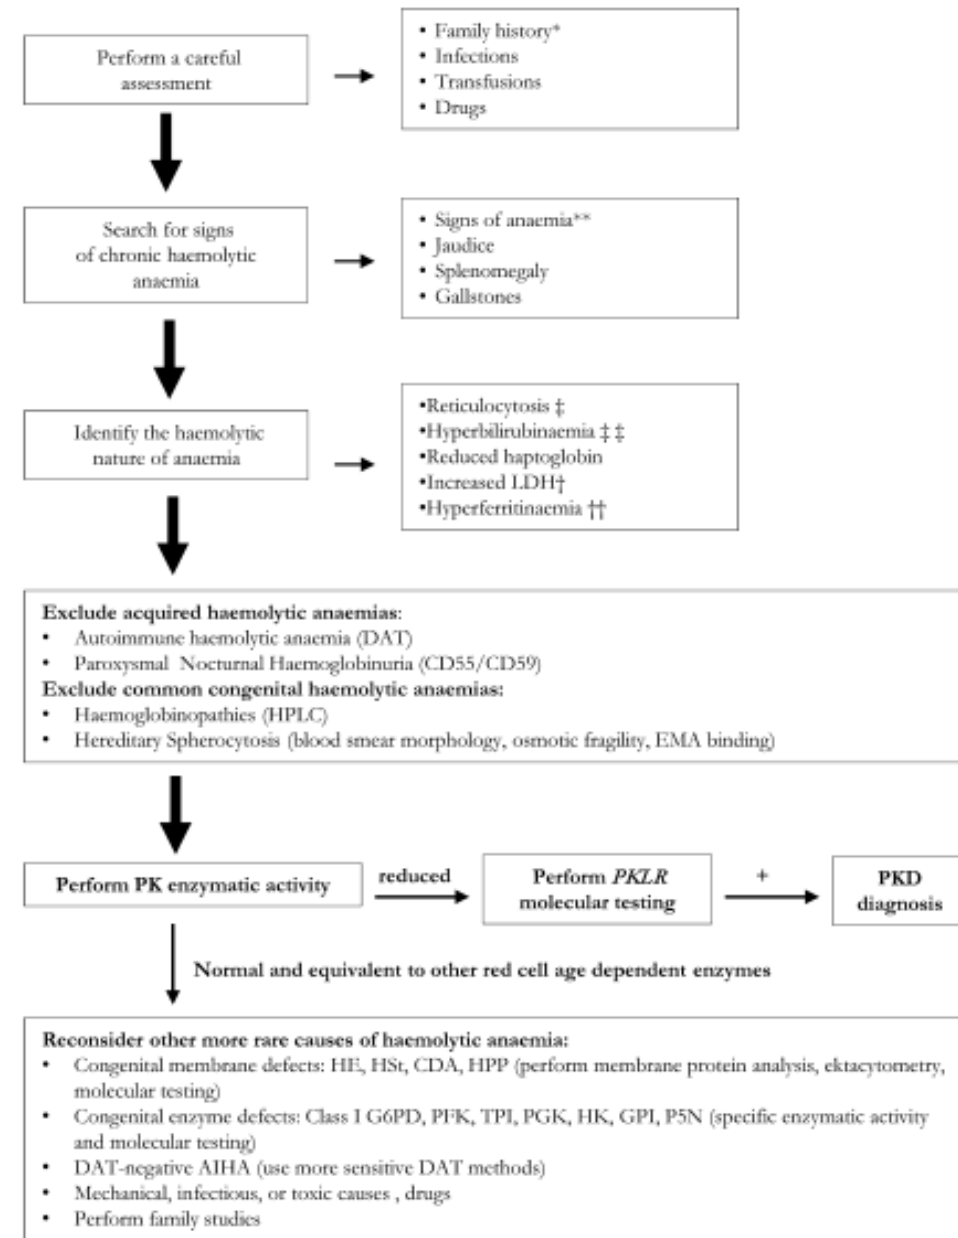 Perform a careful
assessment
• Family history*
• Infections
• Transfusions
• Drugs
Search for signs
of chronic haemolytic
anaemia
• Signs of anaemia**
• Jaudice
• Splenomegaly
• Gallstones
Identify the haemolytic
nature of anaemia
•Reticulocytosis ‡
•Hyperbilirubinaemia ‡ ‡
•Reduced haptoglobin
•Increased LDH†
•Hyperferritinaemia ††
Exclude acquired haemolytic anaemias:
• Autoimmune haemolytic anaemia (DAT)
• Paroxysmal Nocturnal Haemoglobinuria (CD55/CD59)
Exclude common congenital haemolytic anaemias:
• Haemoglobinopathies (HPLC)
• Hereditary Spherocytosis (blood smear morphology, osmotic fragility, EMA binding)
Perform PK enzymatic activity
reduced
Perform PKLR
molecular testing
+
PKD
diagnosis
Normal and equivalent to other red cell age dependent enzymes
Reconsider other more rare causes of haemolytic anaemia:
• Congenital membrane defects: HE, HSt, CDA, HPP (perform membrane protein analysis, ektacytometry,
molecular testing)
• Congenital enzyme defects: Class I G6PD, PFK, TPI, PGK, HK, GPI, P5N (specific enzymatic activity
and molecular testing)
• DAT-negative AIHA (use more sensitive DAT methods)
• Mechanical, infectious, or toxic causes , drugs
• Perform family studies